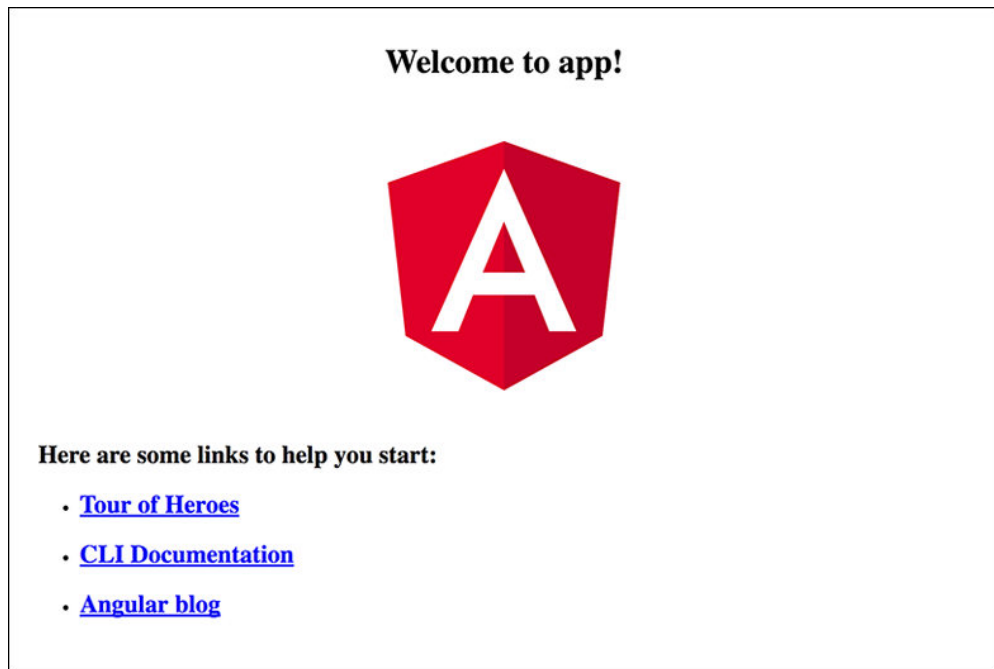 Welcome to app!
A
Here are some links to help you start:
Tour of Heroes
CLI Documentation
Angular blog